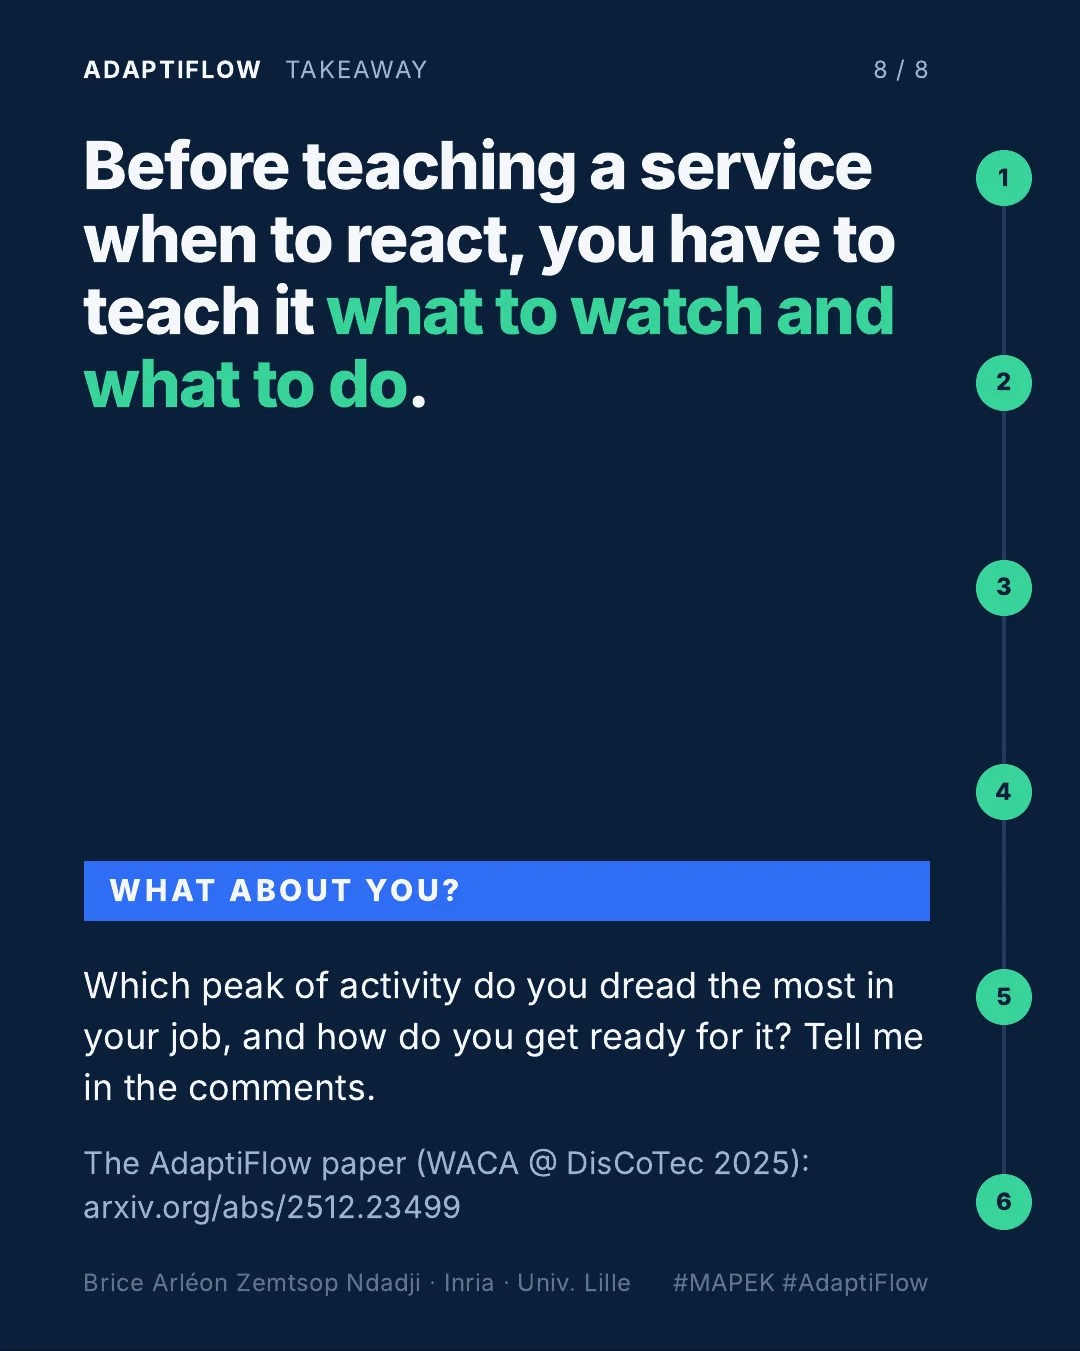 ADAPTIFLOW TAKEAWAY 8 / 8
Before teaching a service
when to react, you have to
teach it what to watch and
what to do.
1
2
3
4
5
6
WHAT ABOUT YOU?
Which peak of activity do you dread the most in
your job, and how do you get ready for it? Tell me
in the comments.
The AdaptiFlow paper (WACA @ DisCoTec 2025):
arxiv.org/abs/2512.23499
Brice Arléon Zemtsop Ndadji · Inria · Univ. Lille #MAPEK #AdaptiFlow